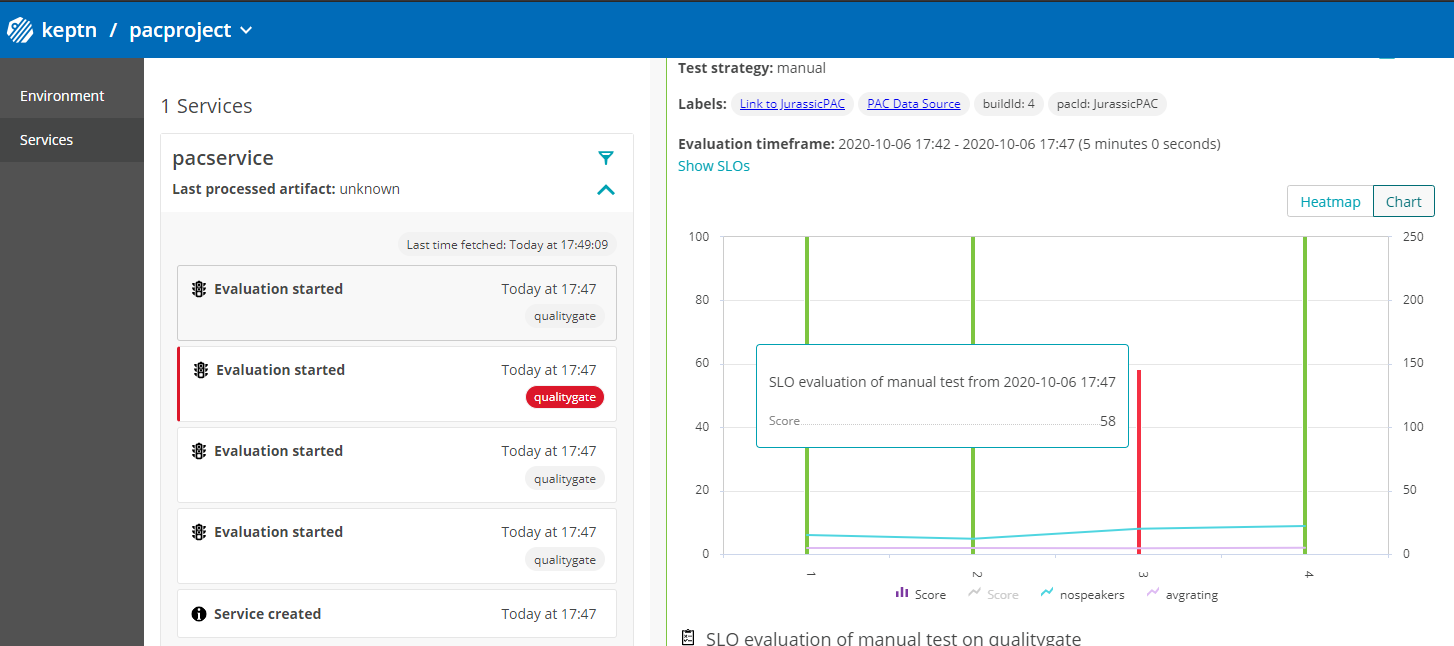 keptn / pacproject
Environment
Services
1 Services
pacservice
Last processed artifact: unknown
Last time fetched: Today at 17:49:09
Evaluation started Today at 17:47
qualitygate
Evaluation started Today at 17:47
qualitygate
Evaluation started Today at 17:47
qualitygate
Evaluation started Today at 17:47
qualitygate
Service created Today at 17:47
Test strategy: manual
Labels: Link to JurassicPAC PAC Data Source buildId: 4 pacId: JurassicPAC
Evaluation timeframe: 2020-10-06 17:42 - 2020-10-06 17:47 (5 minutes 0 seconds)
Show SLOs
Heatmap Chart
100 250
80 200
60 150
SLO evaluation of manual test from 2020-10-06 17:47
Score 58
40 100
20 50
0 0
1 2 3 4
Score Score nospeakers avgrating
SLO evaluation of manual test on qualitygate